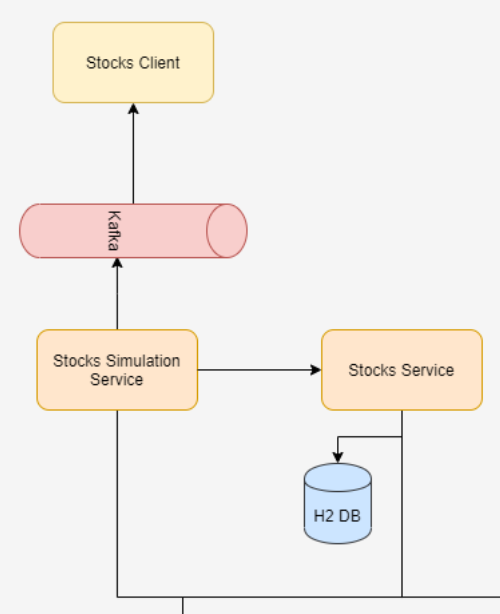 Stocks Client
Kafka
Stocks Simulation
Service
Stocks Service
H2 DB